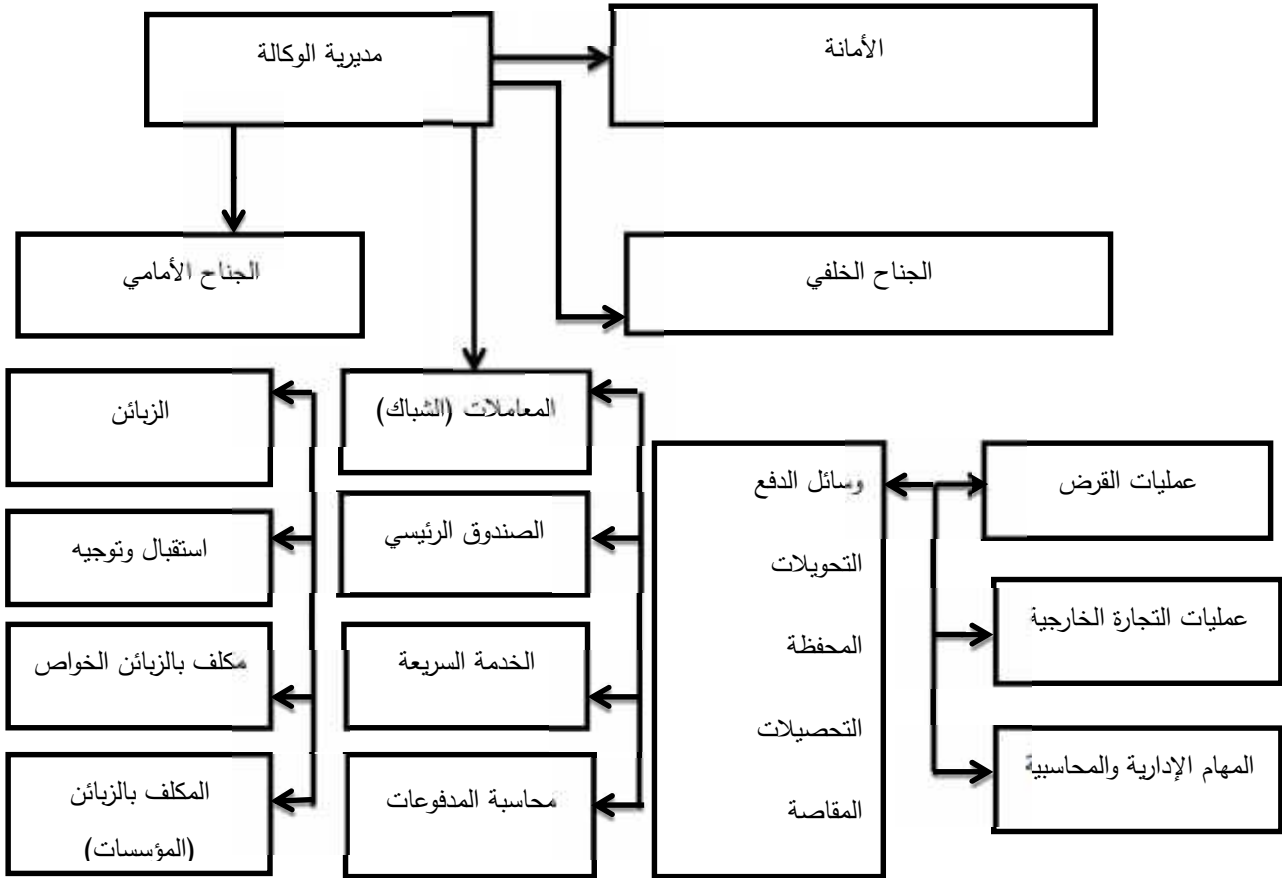 مديرية الوكالة
الأمانة
الجناح الأمامي
الجناح الخلفي
الزبائن
استقبال وتوجيه
مكلف بالزبائن الخواص
المكلف بالزبائن
(المؤسسات)
المعاملات (الشباك)
الصندوق الرئيسي
الخدمة السريعة
محاسبة المدفوعات
وسائل الدفع
التحويلات
المحفظة
التحصيلات
المقاصة
عمليات القرض
عمليات التجارة الخارجية
المهام الإدارية والمحاسبية